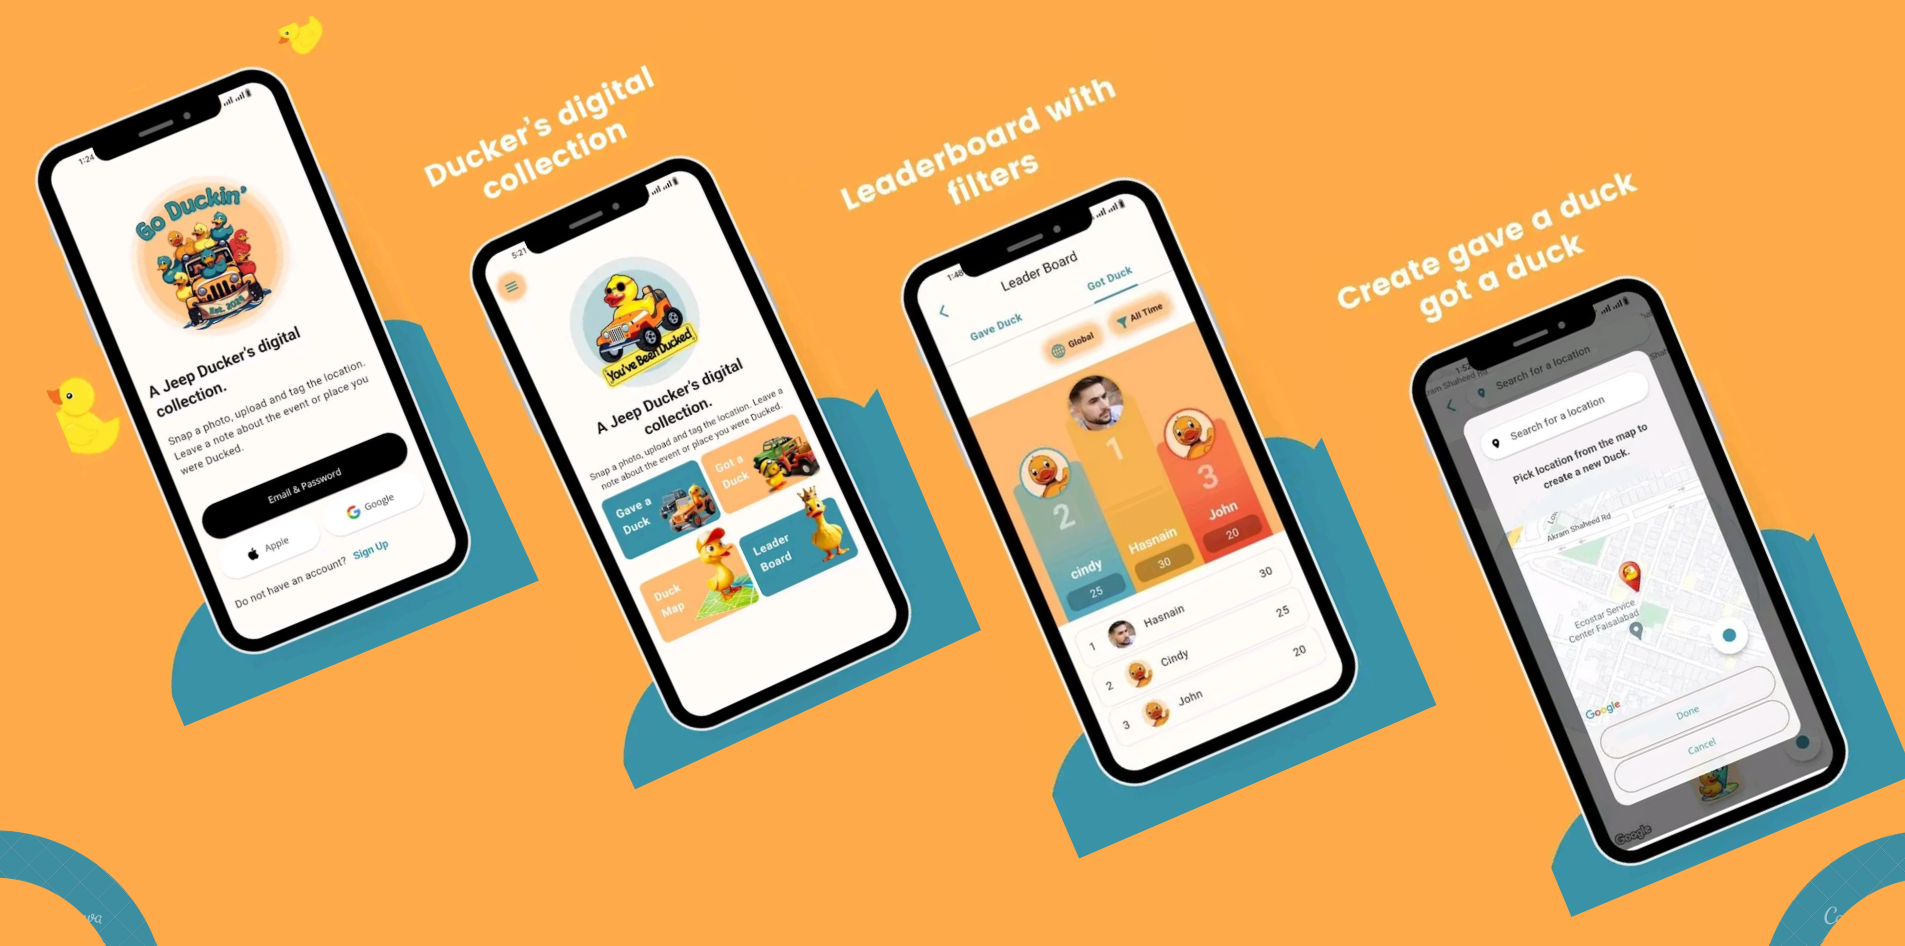 1:24
Go Duckin'
Est. 2024
A Jeep Ducker's digital
collection.
Snap a photo, upload and tag the location.
Leave a note about the event or place you
were Ducked.
Email & Password
Apple
Google
Do not have an account? Sign Up
Ducker's digital
collection
5:21
You've Been Ducked
A Jeep Ducker's digital
collection.
Snap a photo, upload and tag the location. Leave a
note about the event or place you were Ducked.
Gave a
Duck
Got a
Duck
Duck
Map
Leader
Board
Leaderboard with
filters
1:48
Leader Board
Gave Duck
Got Duck
Global
All Time
1
2
3
cindy
25
Hasnain
30
John
20
1 Hasnain 30
2 Cindy 25
3 John 20
Create gave a duck
got a duck
1:52
Search for a location
Search for a location
Pick location from the map to
create a new Duck.
Akram Shaheed Rd
Ecostar Service
Center Faisalabad
Google
Done
Cancel
Google